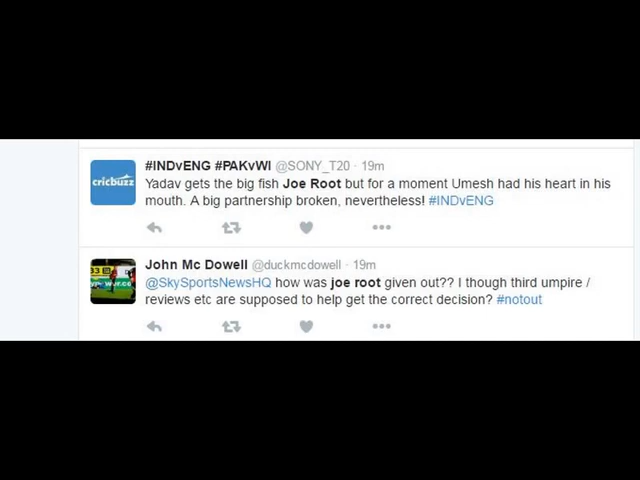 #INDvENG #PAKvWI @SONY_T20 · 19m
cricbuzz
Yadav gets the big fish Joe Root but for a moment Umesh had his heart in his
mouth. A big partnership broken, nevertheless! #INDvENG
John Mc Dowell @duckmcdowell · 19m
@SkySportsNewsHQ how was joe root given out?? I though third umpire /
reviews etc are supposed to help get the correct decision? #notout